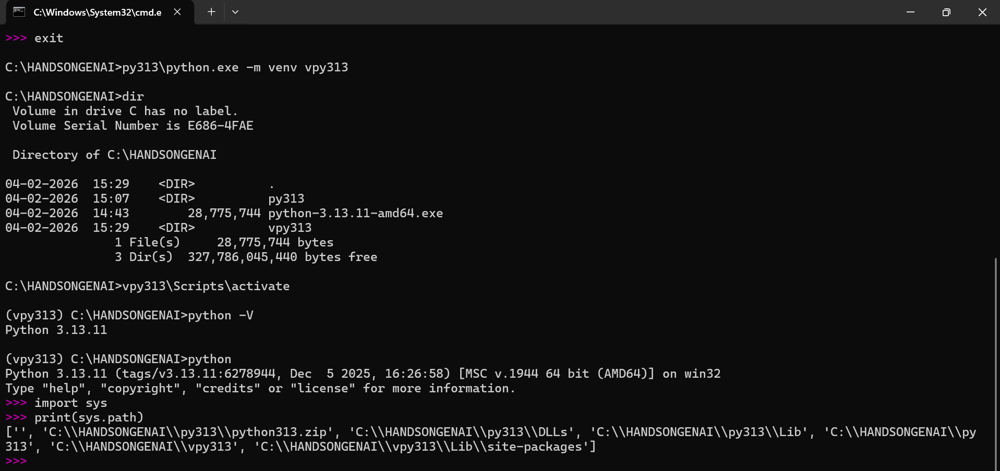 C:\Windows\System32\cmd.e
>>> exit
C:\HANDSONGENAI>py313\python.exe -m venv vpy313
C:\HANDSONGENAI>dir
 Volume in drive C has no label.
 Volume Serial Number is E686-4FAE
 Directory of C:\HANDSONGENAI
04-02-2026  15:29    <DIR>          .
04-02-2026  15:07    <DIR>          py313
04-02-2026  14:43        28,775,744 python-3.13.11-amd64.exe
04-02-2026  15:29    <DIR>          vpy313
               1 File(s)     28,775,744 bytes
               3 Dir(s)  327,786,045,440 bytes free
C:\HANDSONGENAI>vpy313\Scripts\activate
(vpy313) C:\HANDSONGENAI>python -V
Python 3.13.11
(vpy313) C:\HANDSONGENAI>python
Python 3.13.11 (tags/v3.13.11:6278944, Dec  5 2025, 16:26:58) [MSC v.1944 64 bit (AMD64)] on win32
Type "help", "copyright", "credits" or "license" for more information.
>>> import sys
>>> print(sys.path)
['', 'C:\\HANDSONGENAI\\py313\\python313.zip', 'C:\\HANDSONGENAI\\py313\\DLLs', 'C:\\HANDSONGENAI\\py313\\Lib', 'C:\\HANDSONGENAI\\py
313', 'C:\\HANDSONGENAI\\vpy313', 'C:\\HANDSONGENAI\\vpy313\\Lib\\site-packages']
>>>